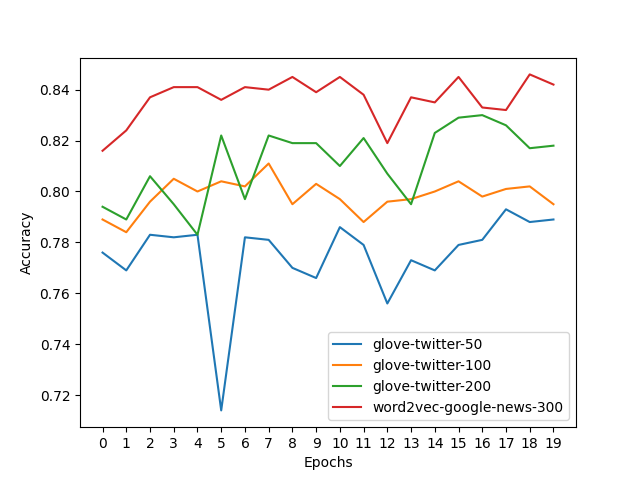 0.84
0.82
0.80
0.78
0.76
0.74
0.72
Accuracy
glove-twitter-50
glove-twitter-100
glove-twitter-200
word2vec-google-news-300
0 1 2 3 4 5 6 7 8 9 10 11 12 13 14 15 16 17 18 19
Epochs